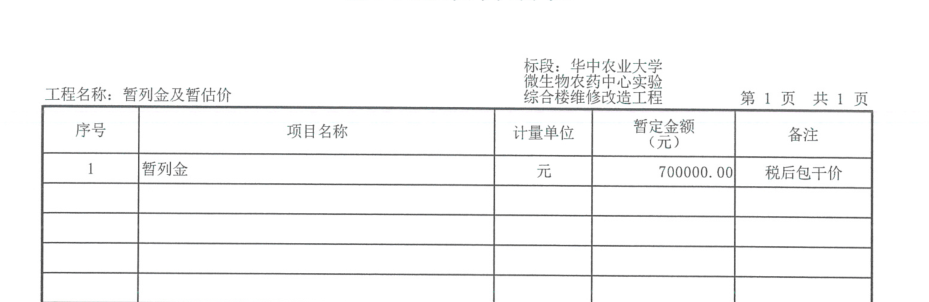 标段：华中农业大学
微生物农药中心实验
工程名称：暂列金及暂估价 综合楼维修改造工程 第 1 页 共 1 页
序号 项目名称 计量单位 暂定金额（元） 备注
1 暂列金 元 700000.00 税后包干价